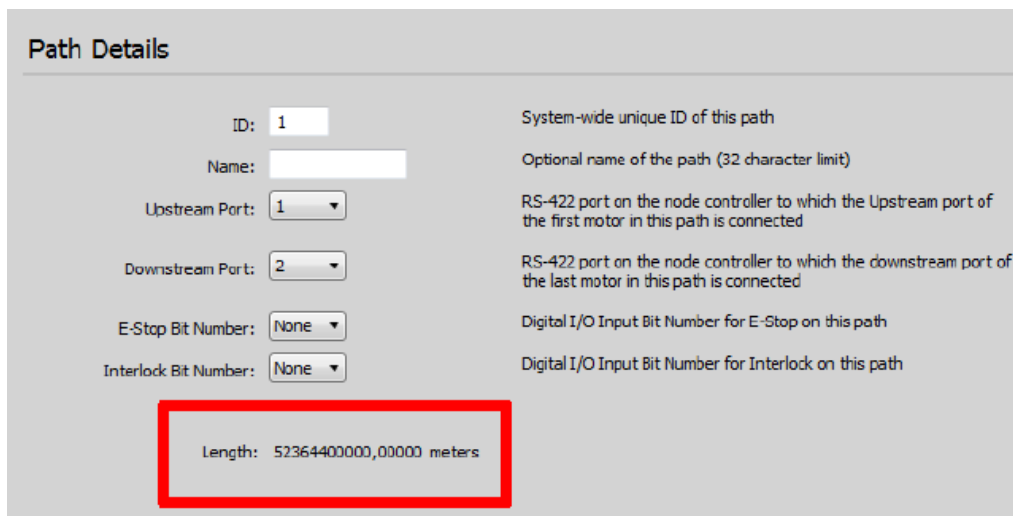 Path Details
ID: 1 System-wide unique ID of this path
Name: Optional name of the path (32 character limit)
Upstream Port: 1 RS-422 port on the node controller to which the Upstream port of
the first motor in this path is connected
Downstream Port: 2 RS-422 port on the node controller to which the downstream port of
the last motor in this path is connected
E-Stop Bit Number: None Digital I/O Input Bit Number for E-Stop on this path
Interlock Bit Number: None Digital I/O Input Bit Number for Interlock on this path
Length: 52364400000,00000 meters